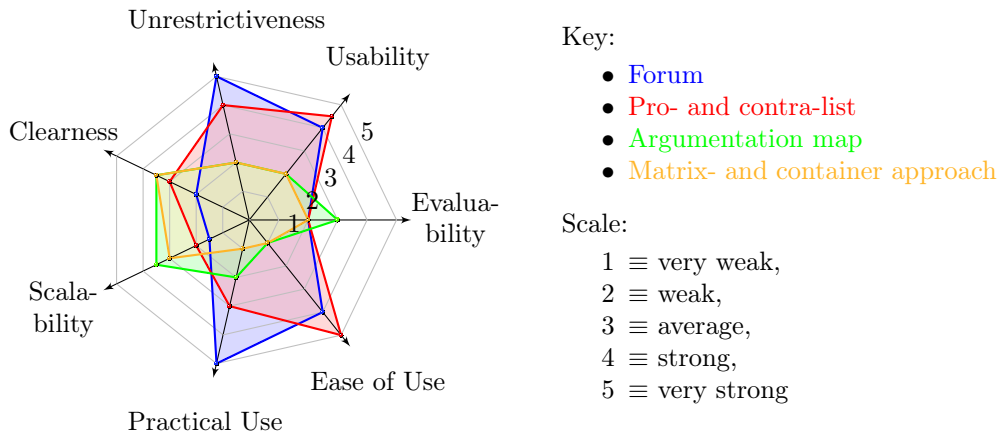 Unrestrictiveness
Usability
Clearness
5
4
3
2
1
Evalua-
bility
Scala-
bility
Ease of Use
Practical Use
Key:
• Forum
• Pro- and contra-list
• Argumentation map
• Matrix- and container approach
Scale:
1 ≡ very weak,
2 ≡ weak,
3 ≡ average,
4 ≡ strong,
5 ≡ very strong